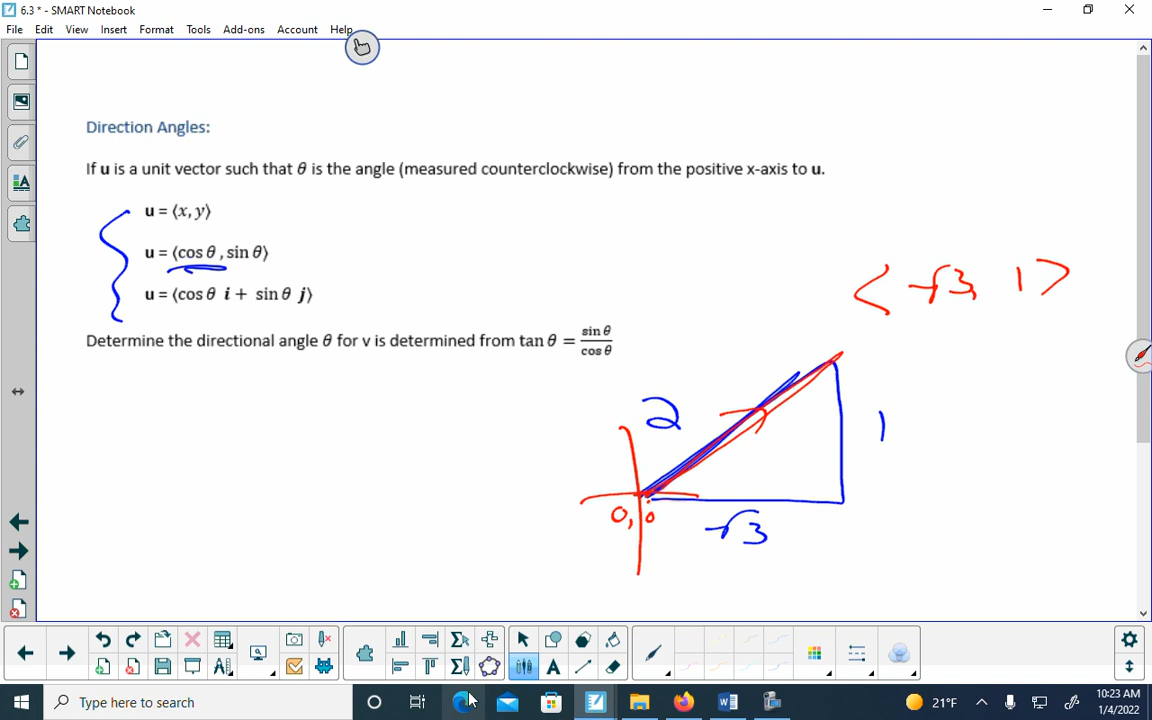 6.3 * - SMART Notebook
File Edit View Insert Format Tools Add-ons Account Help
Direction Angles:
If u is a unit vector such that θ is the angle (measured counterclockwise) from the positive x-axis to u.
u = ⟨x, y⟩
u = ⟨cos θ , sin θ⟩
u = ⟨cos θ i + sin θ j⟩
<√3, 1>
Determine the directional angle θ for v is determined from tan θ = sin θ / cos θ
2
1
0, 0
√3
Type here to search
21°F
10:23 AM
1/4/2022